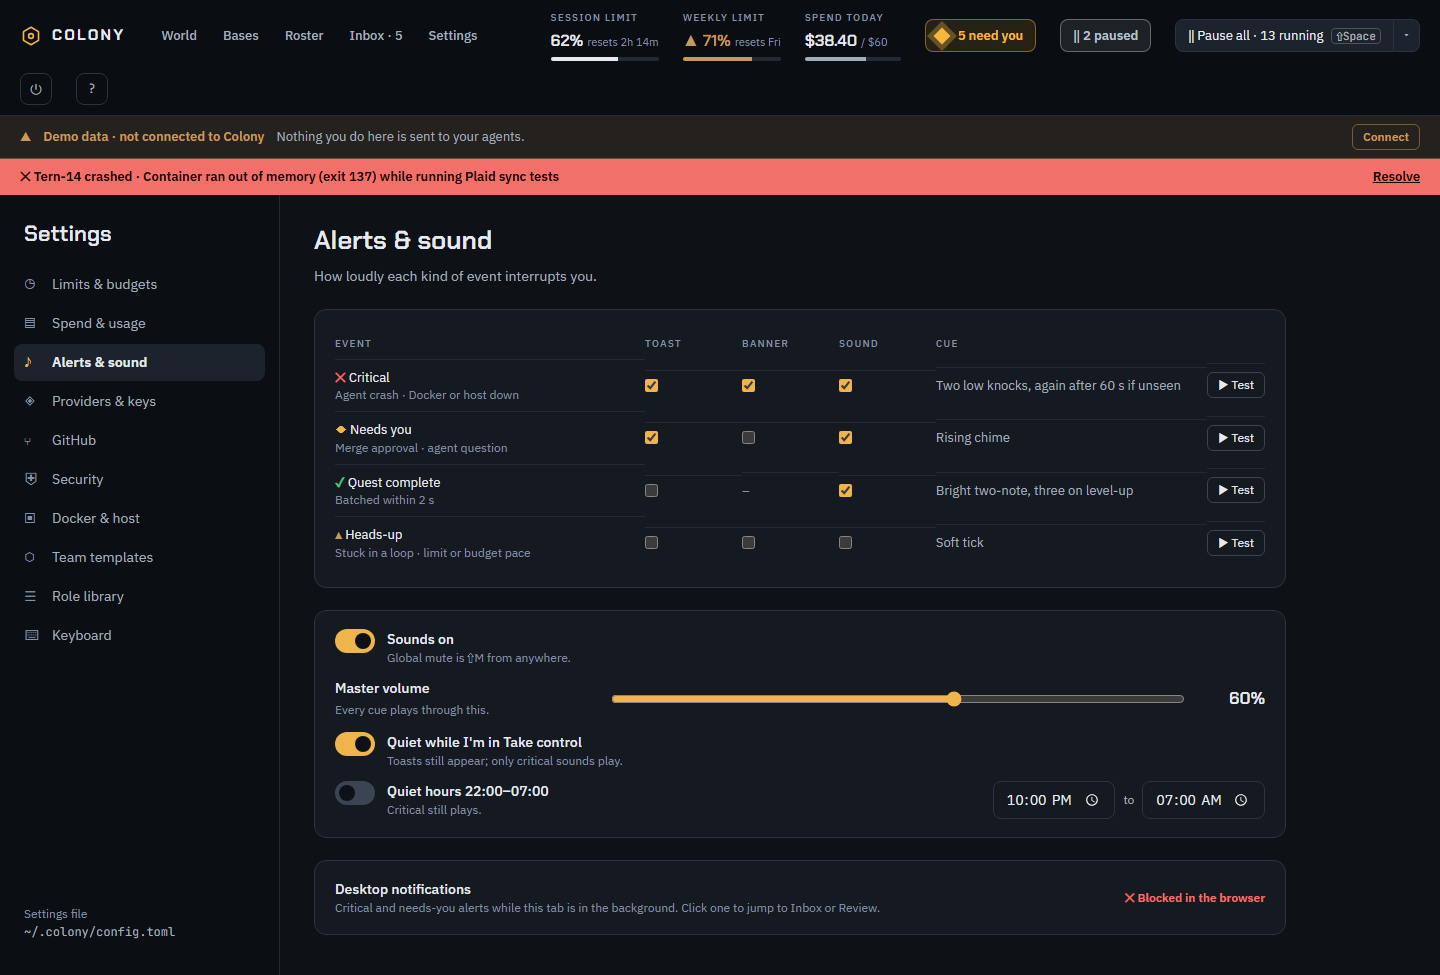 COLONY
World
Bases
Roster
Inbox · 5
Settings
SESSION LIMIT
62% resets 2h 14m
WEEKLY LIMIT
71% resets Fri
SPEND TODAY
$38.40 / $60
5 need you
2 paused
Pause all · 13 running ⇧Space
?
Demo data · not connected to Colony Nothing you do here is sent to your agents.
Connect
Tern-14 crashed · Container ran out of memory (exit 137) while running Plaid sync tests
Resolve
Settings
Limits & budgets
Spend & usage
Alerts & sound
Providers & keys
GitHub
Security
Docker & host
Team templates
Role library
Keyboard
Settings file
~/.colony/config.toml
Alerts & sound
How loudly each kind of event interrupts you.
EVENT TOAST BANNER SOUND CUE
Critical
Agent crash · Docker or host down
Two low knocks, again after 60 s if unseen
Test
Needs you
Merge approval · agent question
Rising chime
Test
Quest complete
Batched within 2 s
–
Bright two-note, three on level-up
Test
Heads-up
Stuck in a loop · limit or budget pace
Soft tick
Test
Sounds on
Global mute is ⇧M from anywhere.
Master volume
Every cue plays through this.
60%
Quiet while I'm in Take control
Toasts still appear; only critical sounds play.
Quiet hours 22:00–07:00
Critical still plays.
10:00 PM to 07:00 AM
Desktop notifications
Critical and needs-you alerts while this tab is in the background. Click one to jump to Inbox or Review.
Blocked in the browser